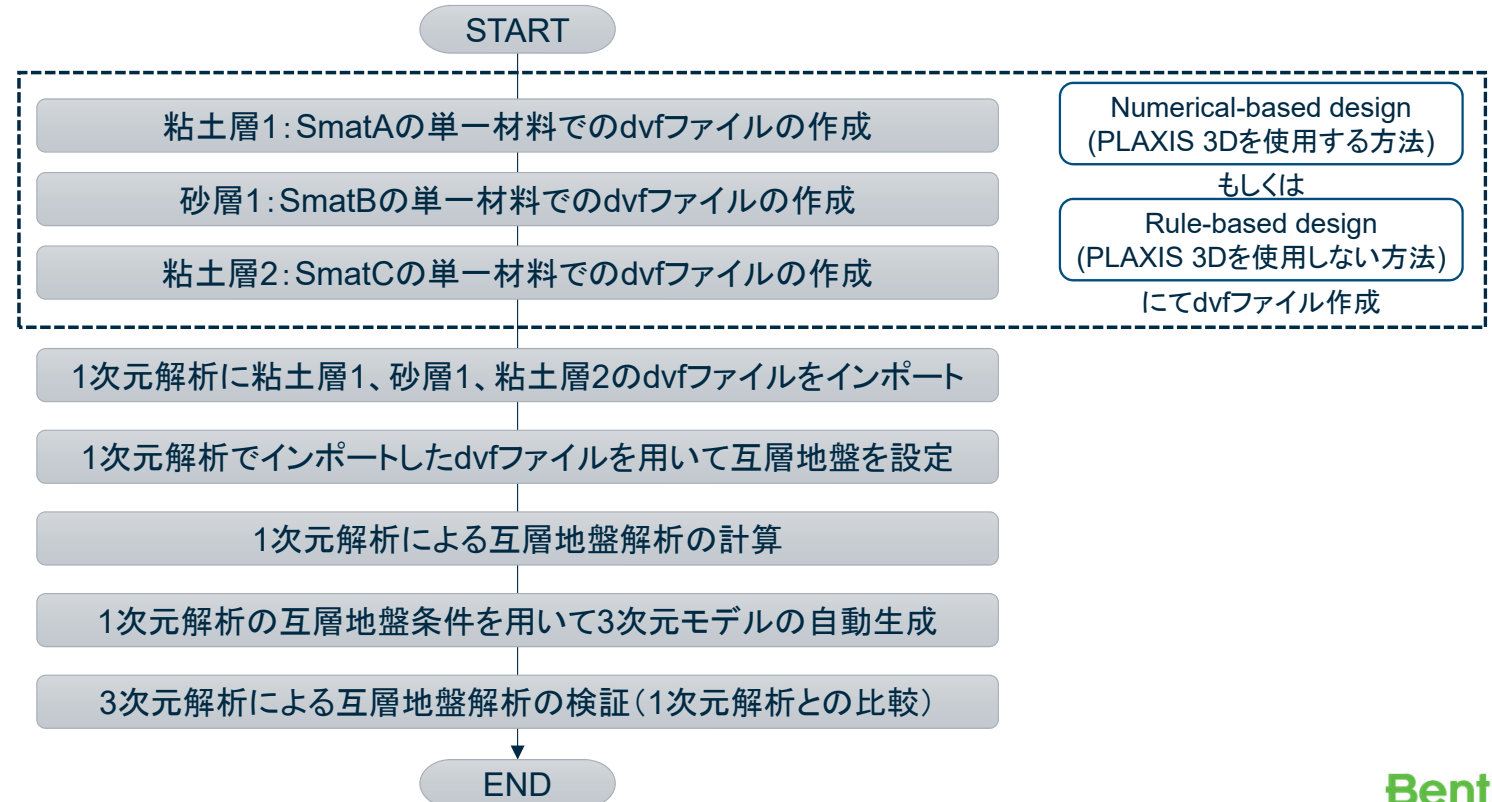 START
粘土層1:SmatAの単一材料でのdvfファイルの作成
砂層1:SmatBの単一材料でのdvfファイルの作成
粘土層2:SmatCの単一材料でのdvfファイルの作成
Numerical-based design
(PLAXIS 3Dを使用する方法)
もしくは
Rule-based design
(PLAXIS 3Dを使用しない方法)
にてdvfファイル作成
1次元解析に粘土層1、砂層1、粘土層2のdvfファイルをインポート
1次元解析でインポートしたdvfファイルを用いて互層地盤を設定
1次元解析による互層地盤解析の計算
1次元解析の互層地盤条件を用いて3次元モデルの自動生成
3次元解析による互層地盤解析の検証(1次元解析との比較)
END
Bent